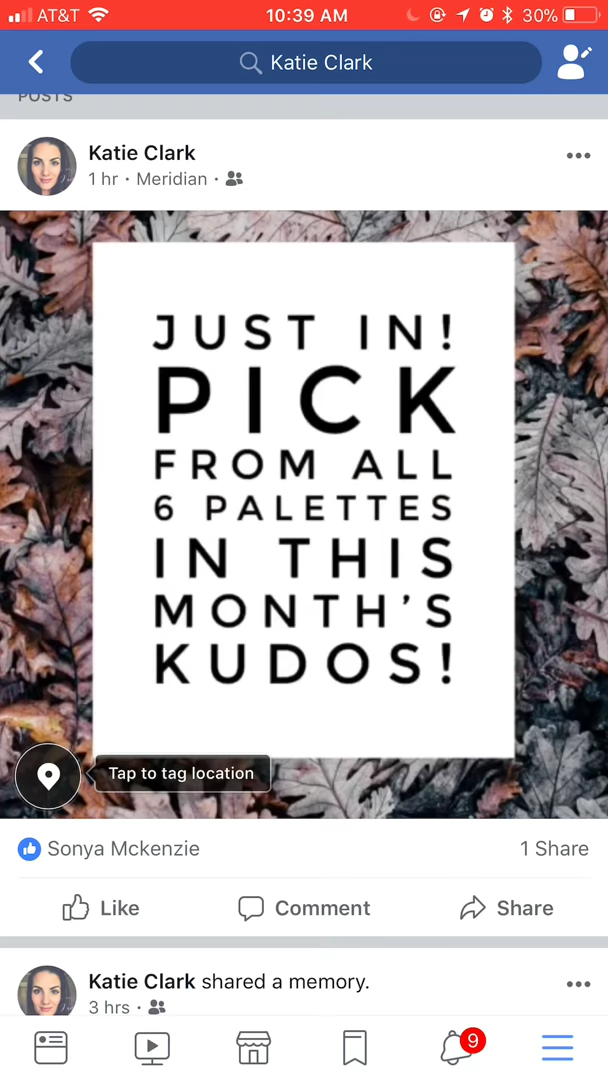 AT&T 10:39 AM 30%
Katie Clark
POSTS
Katie Clark
1 hr · Meridian ·
JUST IN!
PICK
FROM ALL
6 PALETTES
IN THIS
MONTH'S
KUDOS!
Tap to tag location
Sonya Mckenzie 1 Share
Like Comment Share
Katie Clark shared a memory.
3 hrs ·
9